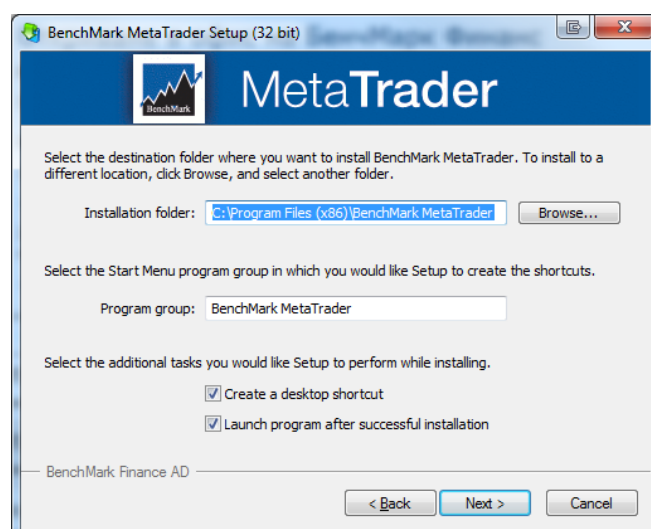 BenchMark MetaTrader Setup (32 bit)
BenchMark
MetaTrader
Select the destination folder where you want to install BenchMark MetaTrader. To install to a
different location, click Browse, and select another folder.
Installation folder: C:\Program Files (x86)\BenchMark MetaTrader Browse...
Select the Start Menu program group in which you would like Setup to create the shortcuts.
Program group: BenchMark MetaTrader
Select the additional tasks you would like Setup to perform while installing.
Create a desktop shortcut
Launch program after successful installation
BenchMark Finance AD
< Back Next > Cancel